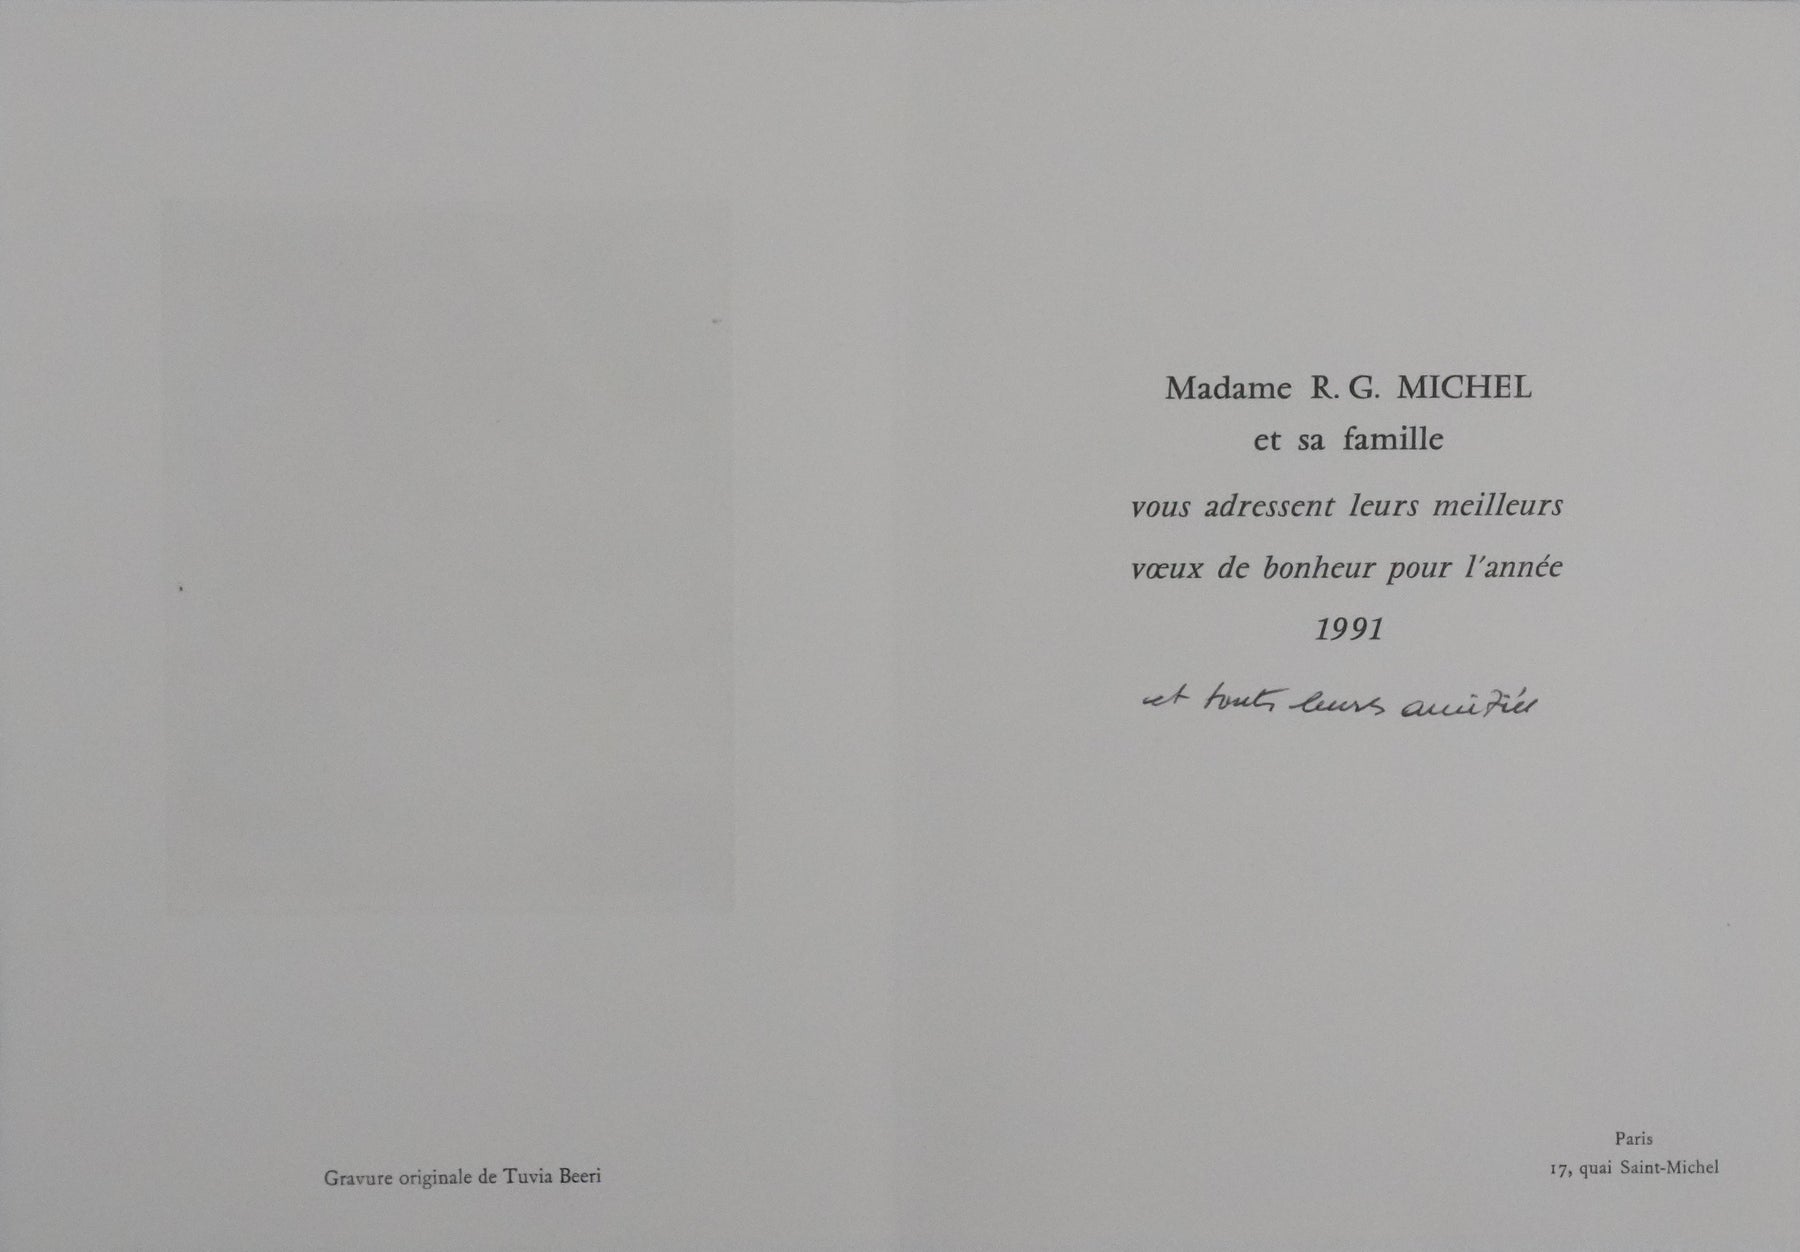 Madame R. G. MICHEL
et sa famille
vous adressent leurs meilleurs
vœux de bonheur pour l'année
1991
et toutes leurs amitiés
Gravure originale de Tuvia Beeri
Paris
17, quai Saint-Michel